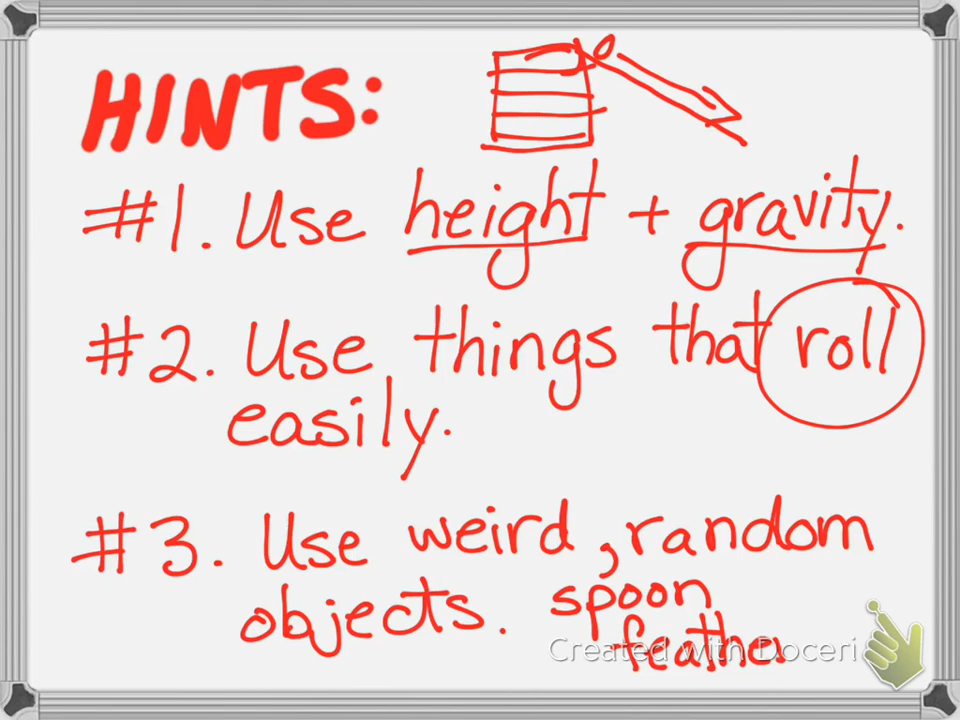 HINTS:
#1. Use height + gravity.
#2. Use things that roll
easily.
#3. Use weird, random
objects. spoon
feather
Created with Doceri